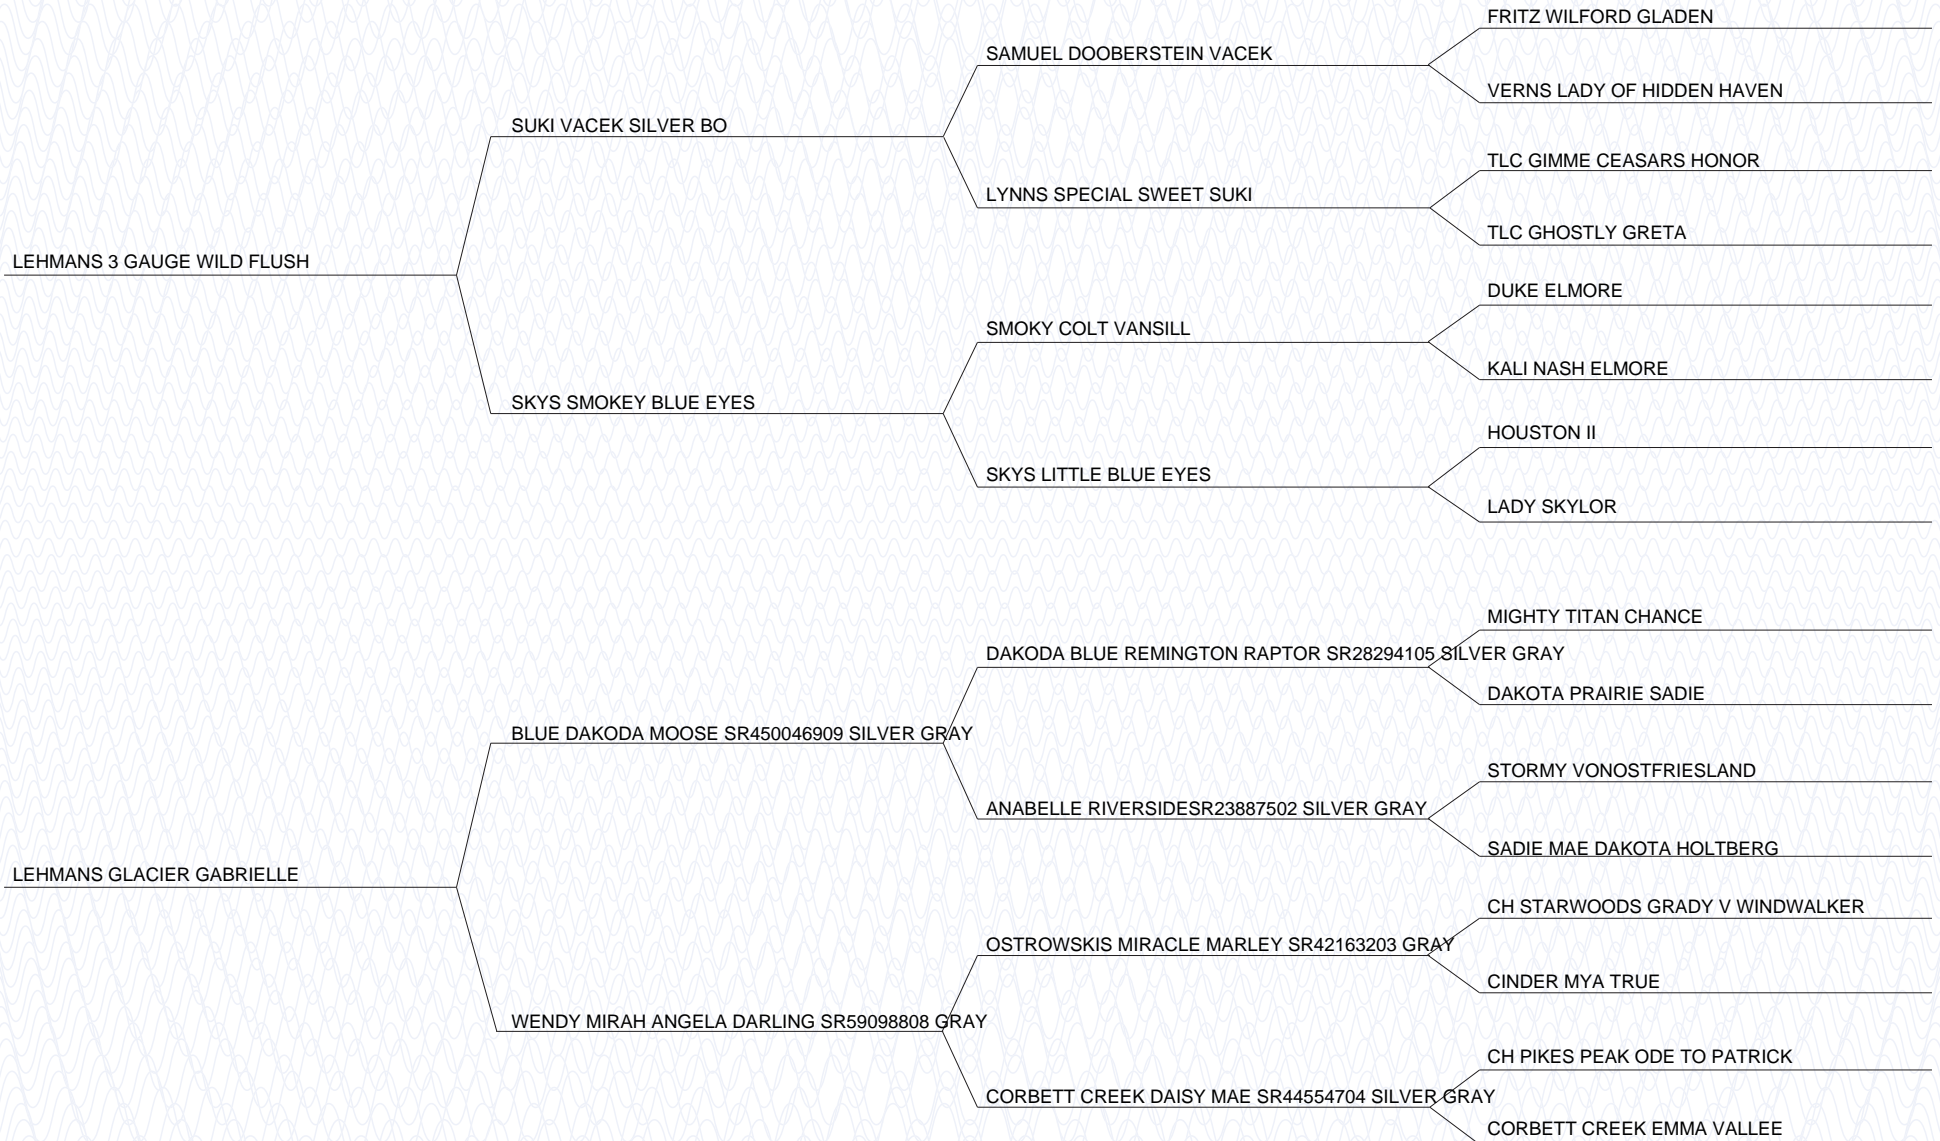 FRITZ WILFORD GLADEN
SAMUEL DOOBERSTEIN VACEK
VERNS LADY OF HIDDEN HAVEN
SUKI VACEK SILVER BO
TLC GIMME CEASARS HONOR
LYNNS SPECIAL SWEET SUKI
TLC GHOSTLY GRETA
LEHMANS 3 GAUGE WILD FLUSH
DUKE ELMORE
SMOKY COLT VANSILL
KALI NASH ELMORE
SKYS SMOKEY BLUE EYES
HOUSTON II
SKYS LITTLE BLUE EYES
LADY SKYLOR
MIGHTY TITAN CHANCE
DAKODA BLUE REMINGTON RAPTOR SR28294105 SILVER GRAY
DAKOTA PRAIRIE SADIE
BLUE DAKODA MOOSE SR450046909 SILVER GRAY
STORMY VONOSTFRIESLAND
ANABELLE RIVERSIDESR23887502 SILVER GRAY
SADIE MAE DAKOTA HOLTBERG
LEHMANS GLACIER GABRIELLE
CH STARWOODS GRADY V WINDWALKER
OSTROWSKIS MIRACLE MARLEY SR42163203 GRAY
CINDER MYA TRUE
WENDY MIRAH ANGELA DARLING SR59098808 GRAY
CH PIKES PEAK ODE TO PATRICK
CORBETT CREEK DAISY MAE SR44554704 SILVER GRAY
CORBETT CREEK EMMA VALLEE